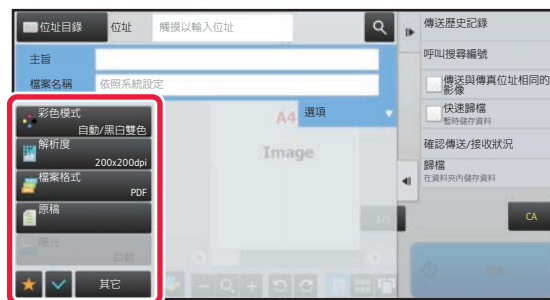 位址目錄
位址
觸摸以輸入位址
主旨
檔案名稱
依照系統設定
彩色模式
自動/黑白雙色
解析度
200x200dpi
檔案格式
PDF
原稿
曝光
自動
其它
A4
選項
Image
傳送歷史記錄
呼叫搜尋編號
傳送與傳真位址相同的
影像
快速歸檔
暫時儲存資料
確認傳送/接收狀況
歸檔
在資料夾內儲存資料
CA